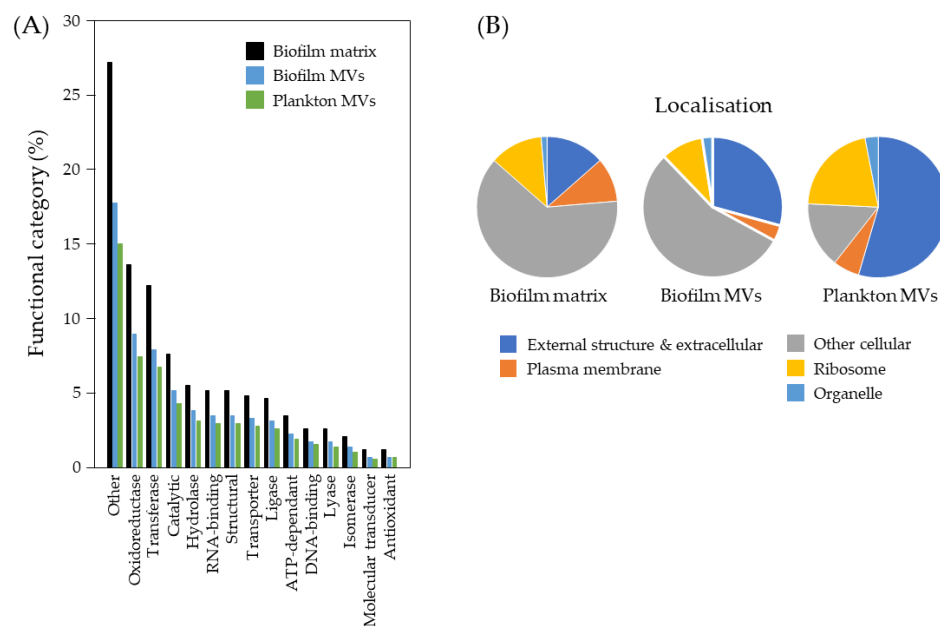 (A)
30
25
20
15
10
5
0
Functional category (%)
Biofilm matrix
Biofilm MVs
Plankton MVs
Other
Oxidoreductase
Transferase
Catalytic
Hydrolase
RNA-binding
Structural
Transporter
Ligase
ATP-dependant
DNA-binding
Lyase
Isomerase
Molecular transducer
Antioxidant
(B)
Localisation
Biofilm matrix
Biofilm MVs
Plankton MVs
External structure & extracellular
Plasma membrane
Other cellular
Ribosome
Organelle